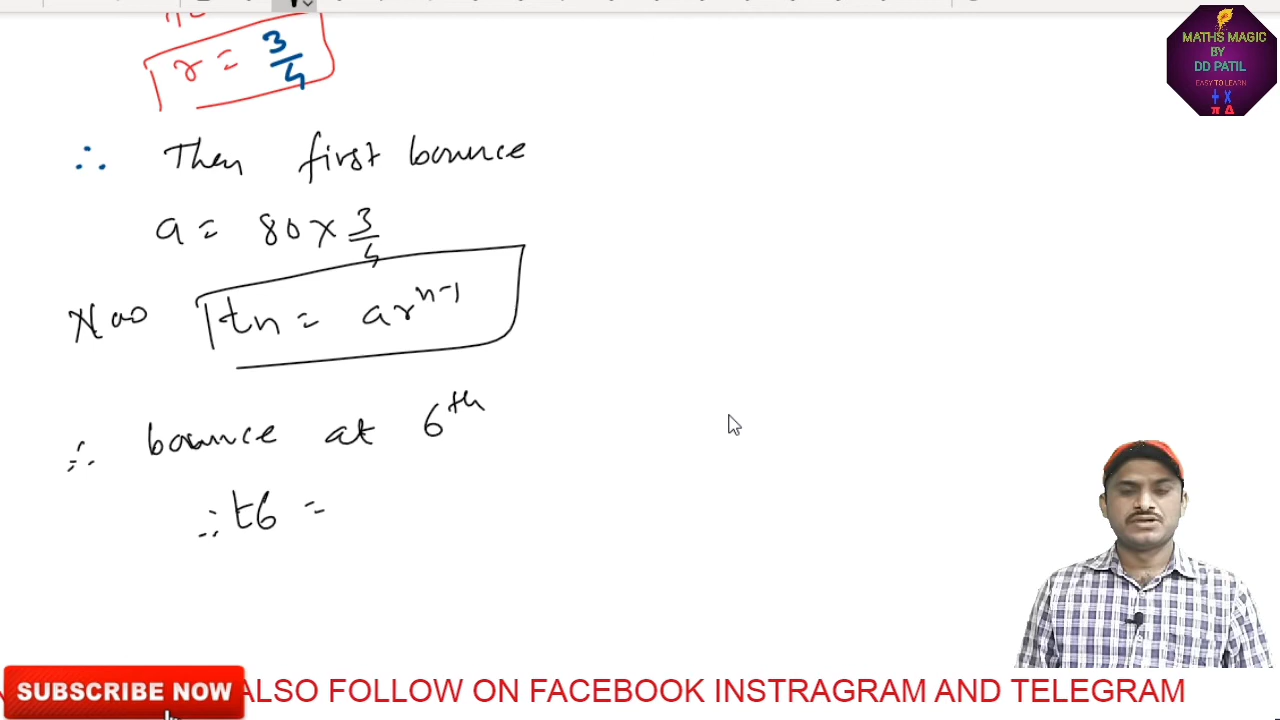 r = 3/4
∴ Then first bounce
a = 80 × 3/4
Now tn = ar^n-1
∴ bounce at 6th
∴ t6 =
MATHS MAGIC
BY
DD PATIL
EASY TO LEARN
+ X
π Δ
SUBSCRIBE NOW
ALSO FOLLOW ON FACEBOOK INSTRAGRAM AND TELEGRAM